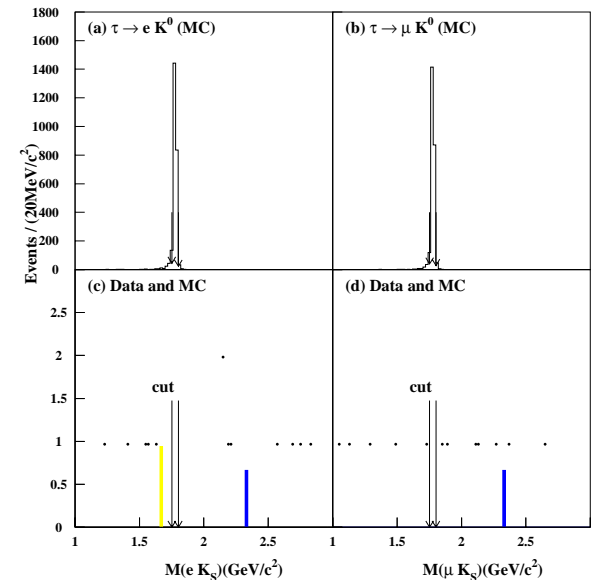 (a) τ → e K⁰ (MC)
(b) τ → μ K⁰ (MC)
Events / (20MeV/c²)
1800
1600
1400
1200
1000
800
600
400
200
0
(c) Data and MC
(d) Data and MC
2.5
2
1.5
1
0.5
0
cut
cut
1 1.5 2 2.5 1 1.5 2 2.5
M(e K_S)(GeV/c²)
M(μ K_S)(GeV/c²)